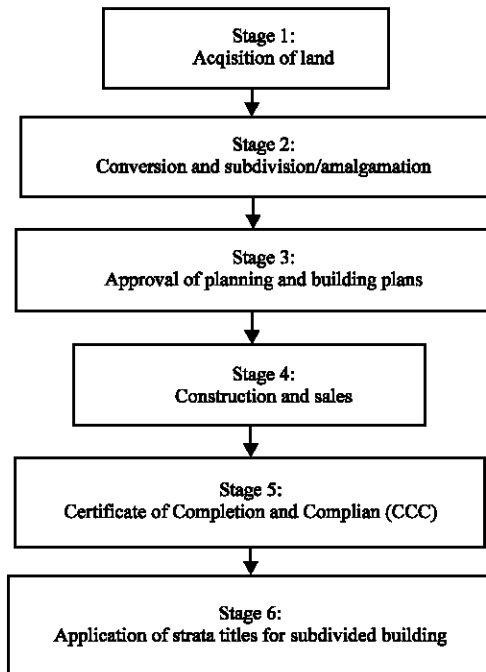 Stage 1:
Acqisition of land
Stage 2:
Conversion and subdivision/amalgamation
Stage 3:
Approval of planning and building plans
Stage 4:
Construction and sales
Stage 5:
Certificate of Completion and Complian (CCC)
Stage 6:
Application of strata titles for subdivided building